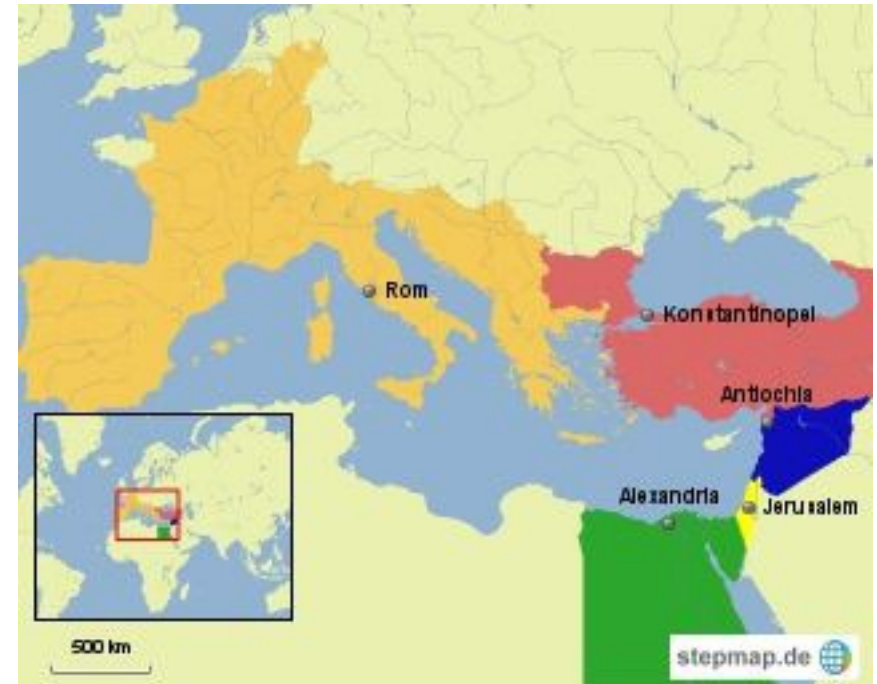 Rom
Konstantinopel
Antiochia
Alexandria
Jerusalem
500 km
stepmap.de